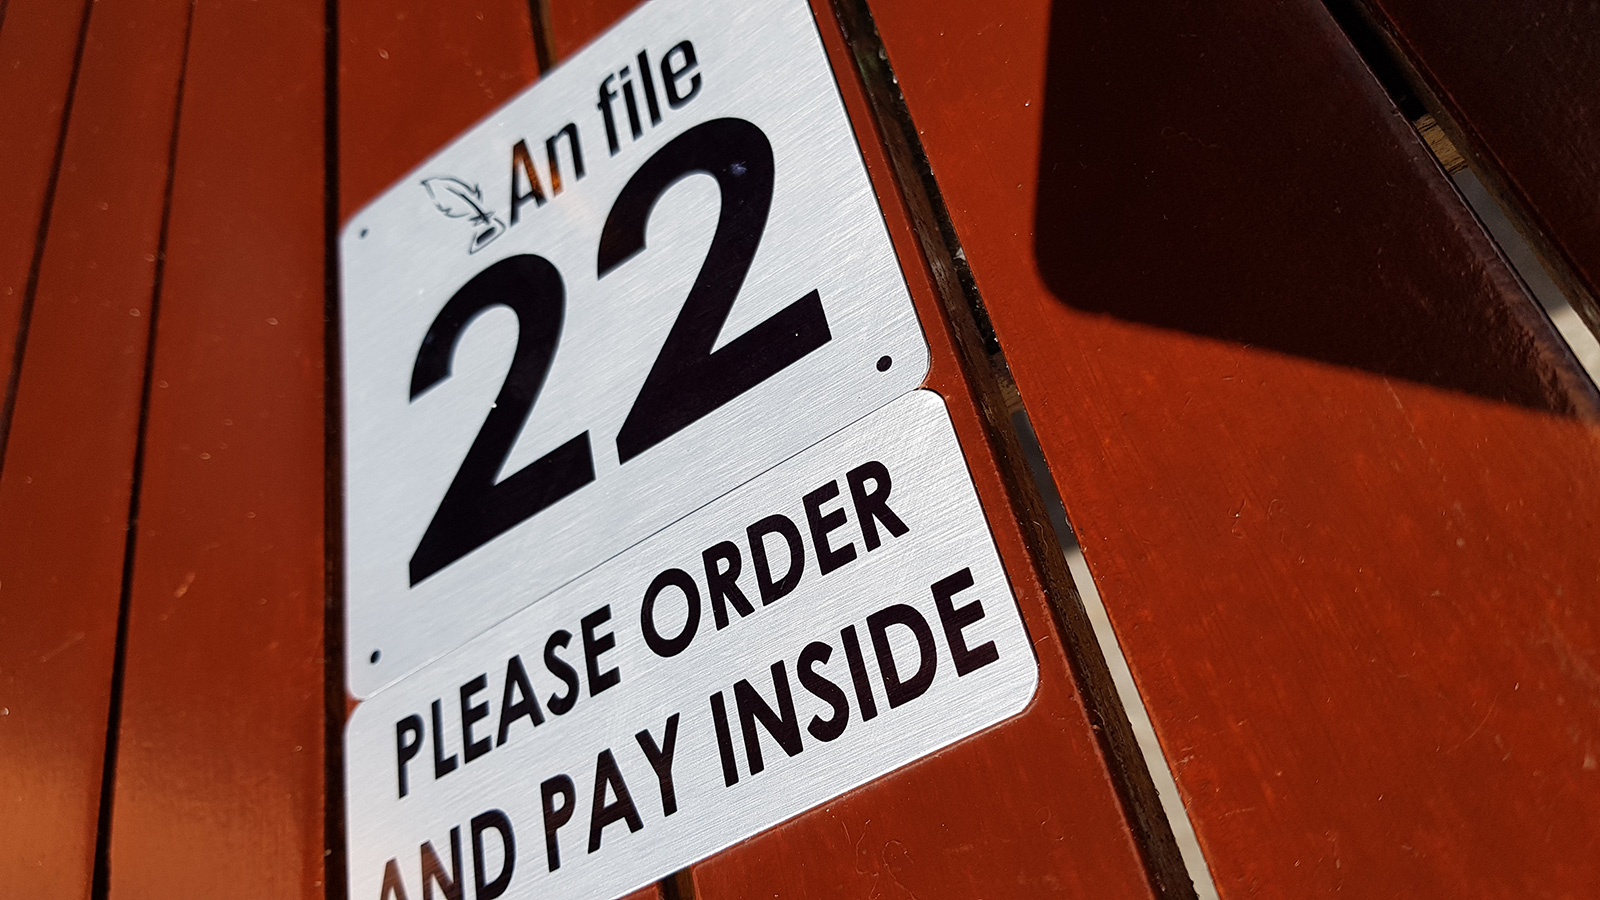 An file
22
PLEASE ORDER
AND PAY INSIDE